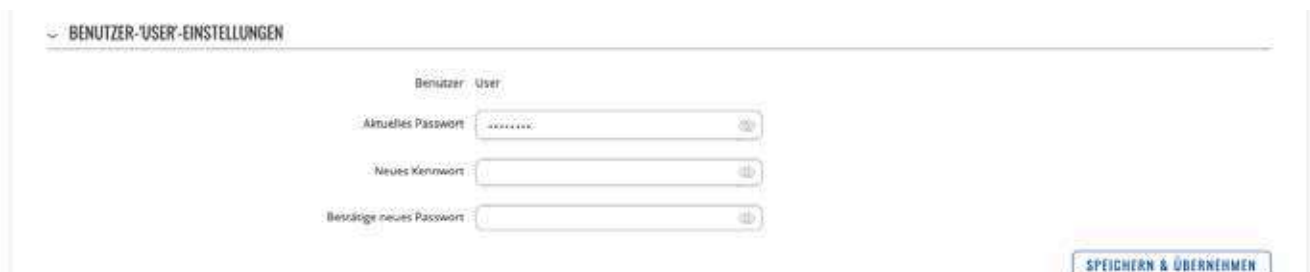 BENUTZER-'USER'-EINSTELLUNGEN
Benutzer User
Aktuelles Passwort ········
Neues Kennwort
Bestätige neues Passwort
SPEICHERN & ÜBERNEHMEN